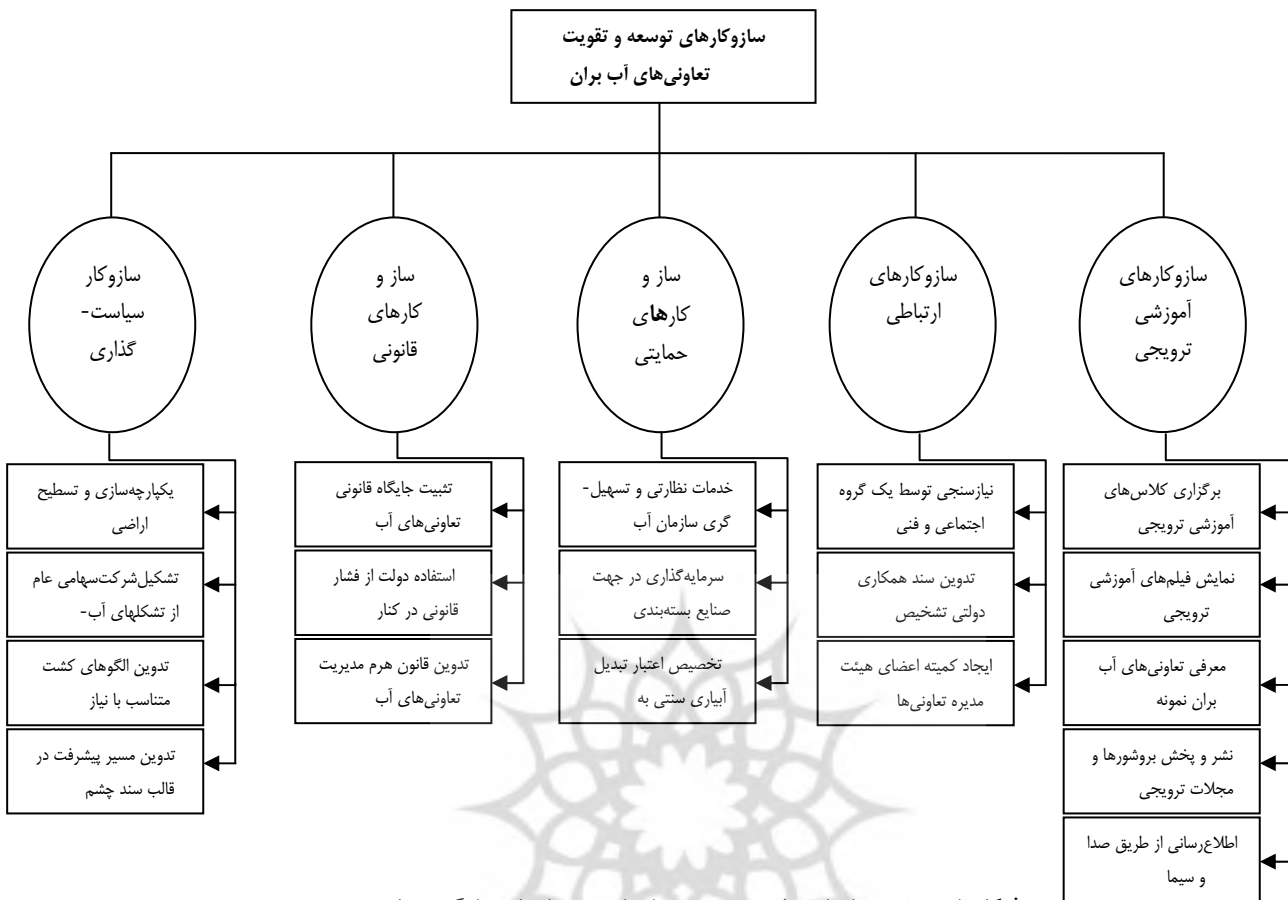 سازوکارهای توسعه و تقویت
تعاونی‌های آب بران
سازوکارهای
آموزشی
ترویجی
سازوکارهای
ارتباطی
ساز و
کارهای
حمایتی
ساز و
کارهای
قانونی
سازوکار
سیاست-
گذاری
برگزاری کلاس‌های
آموزشی ترویجی
نمایش فیلم‌های آموزشی
ترویجی
معرفی تعاونی‌های آب
بران نمونه
نشر و پخش بروشورها و
مجلات ترویجی
اطلاع‌رسانی از طریق صدا
و سیما
نیازسنجی توسط یک گروه
اجتماعی و فنی
تدوین سند همکاری
دولتی تشخیص
ایجاد کمیته اعضای هیئت
مدیره تعاونی‌ها
خدمات نظارتی و تسهیل-
گری سازمان آب
سرمایه‌گذاری در جهت
صنایع بسته‌بندی
تخصیص اعتبار تبدیل
آبیاری سنتی به
تثبیت جایگاه قانونی
تعاونی‌های آب
استفاده دولت از فشار
قانونی در کنار
تدوین قانون هرم مدیریت
تعاونی‌های آب
یکپارچه‌سازی و تسطیح
اراضی
تشکیل‌شرکت‌سهامی عام
از تشکلهای آب-
تدوین الگوهای کشت
متناسب با نیاز
تدوین مسیر پیشرفت در
قالب سند چشم